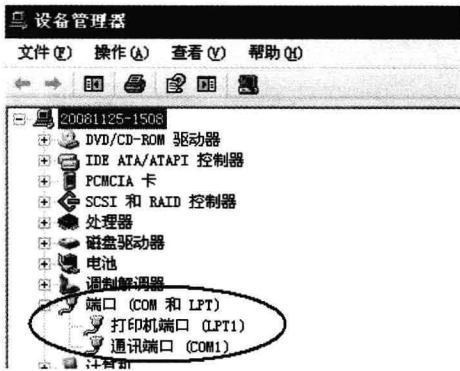 设备管理器
文件(F) 操作(A) 查看(V) 帮助(H)
20081125-1508
DVD/CD-ROM 驱动器
IDE ATA/ATAPI 控制器
PCMCIA 卡
SCSI 和 RAID 控制器
处理器
磁盘驱动器
电池
调制解调器
端口 (COM 和 LPT)
打印机端口 (LPT1)
通讯端口 (COM1)
计算机